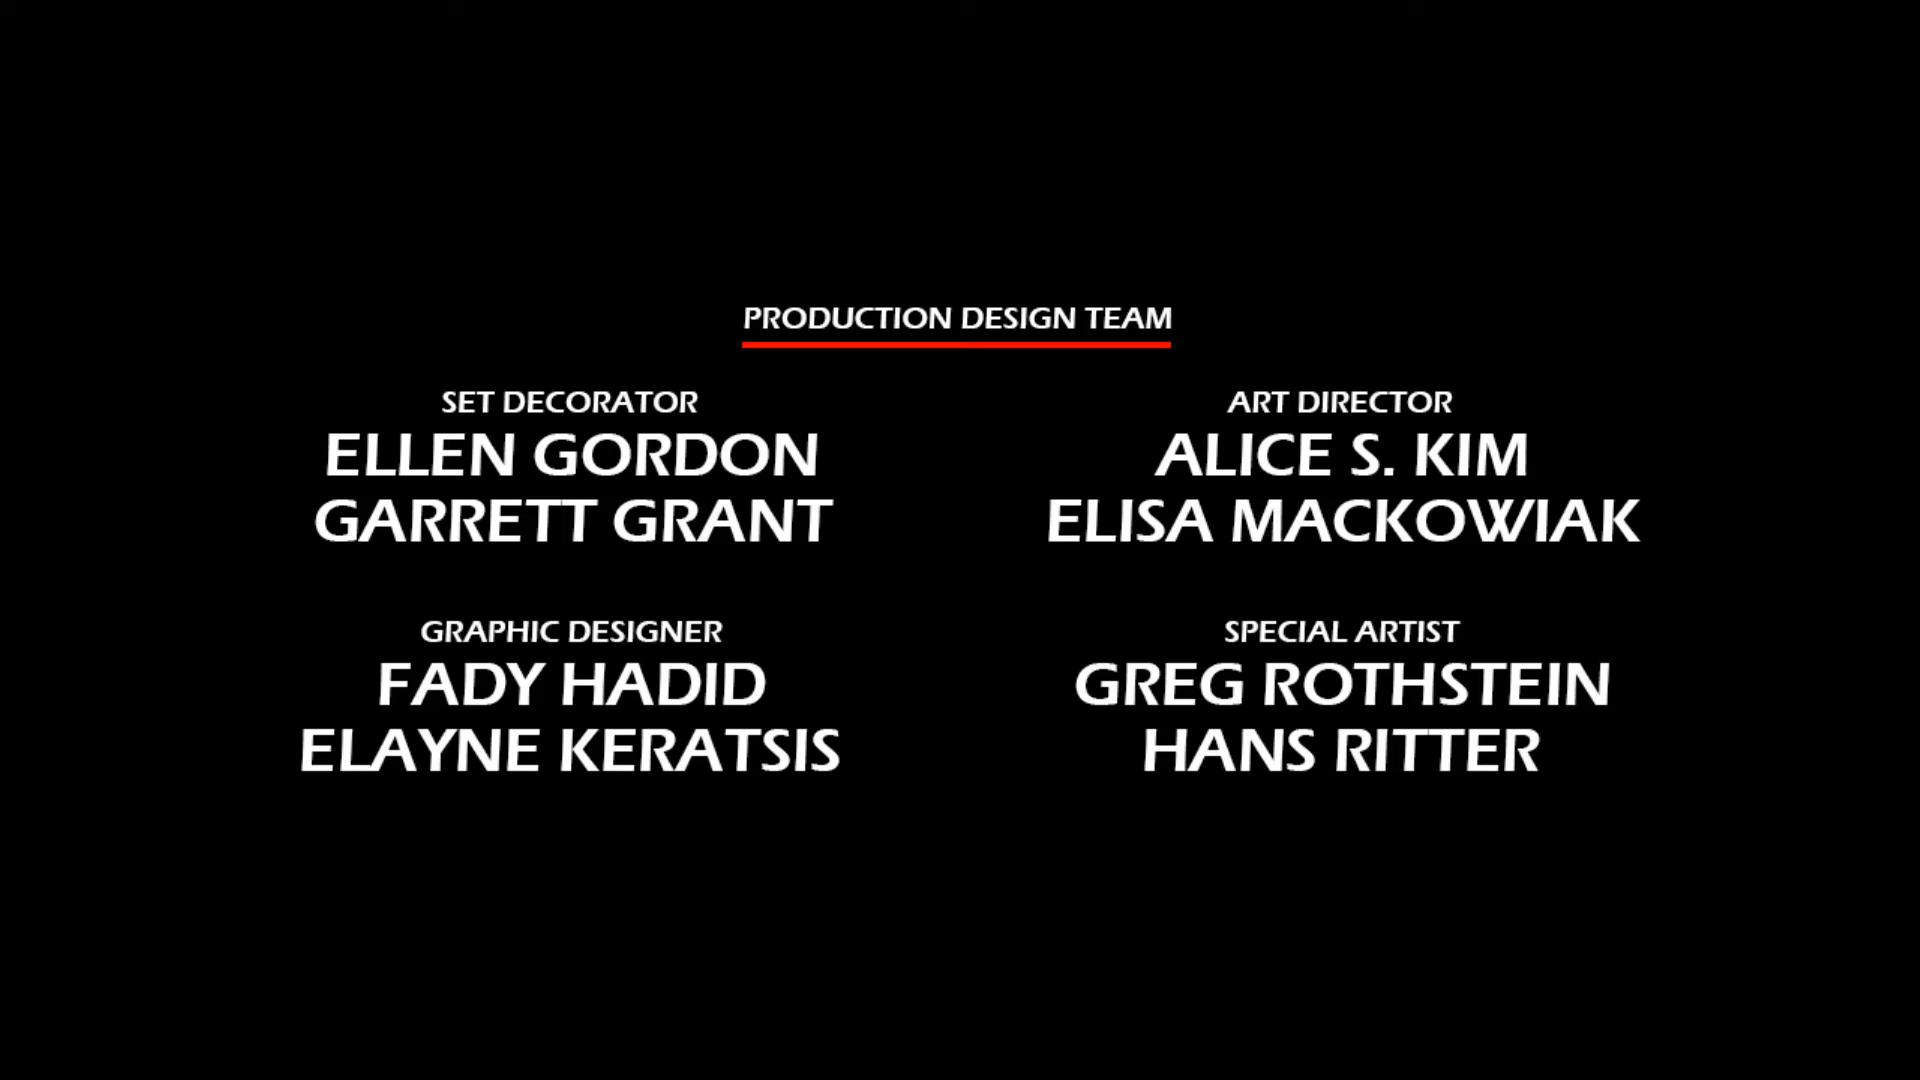 PRODUCTION DESIGN TEAM
SET DECORATOR
ELLEN GORDON
GARRETT GRANT
ART DIRECTOR
ALICE S. KIM
ELISA MACKOWIAK
GRAPHIC DESIGNER
FADY HADID
ELAYNE KERATSIS
SPECIAL ARTIST
GREG ROTHSTEIN
HANS RITTER